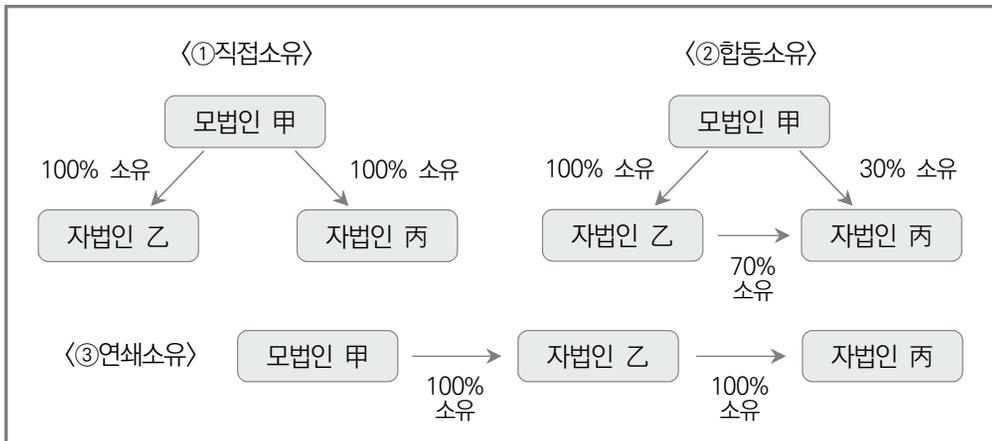 〈①직접소유〉
모법인 甲
100% 소유
100% 소유
자법인 乙
자법인 丙
〈②합동소유〉
모법인 甲
100% 소유
30% 소유
자법인 乙
70%
소유
자법인 丙
〈③연쇄소유〉
모법인 甲
100%
소유
자법인 乙
100%
소유
자법인 丙